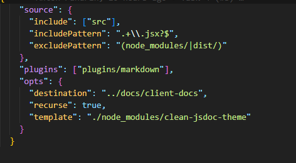 "source": {
"include": ["src"],
"includePattern": ".+\\.jsx?$",
"excludePattern": "(node_modules/|dist/)"
},
"plugins": ["plugins/markdown"],
"opts": {
"destination": "../docs/client-docs",
"recurse": true,
"template": "./node_modules/clean-jsdoc-theme"
}
}